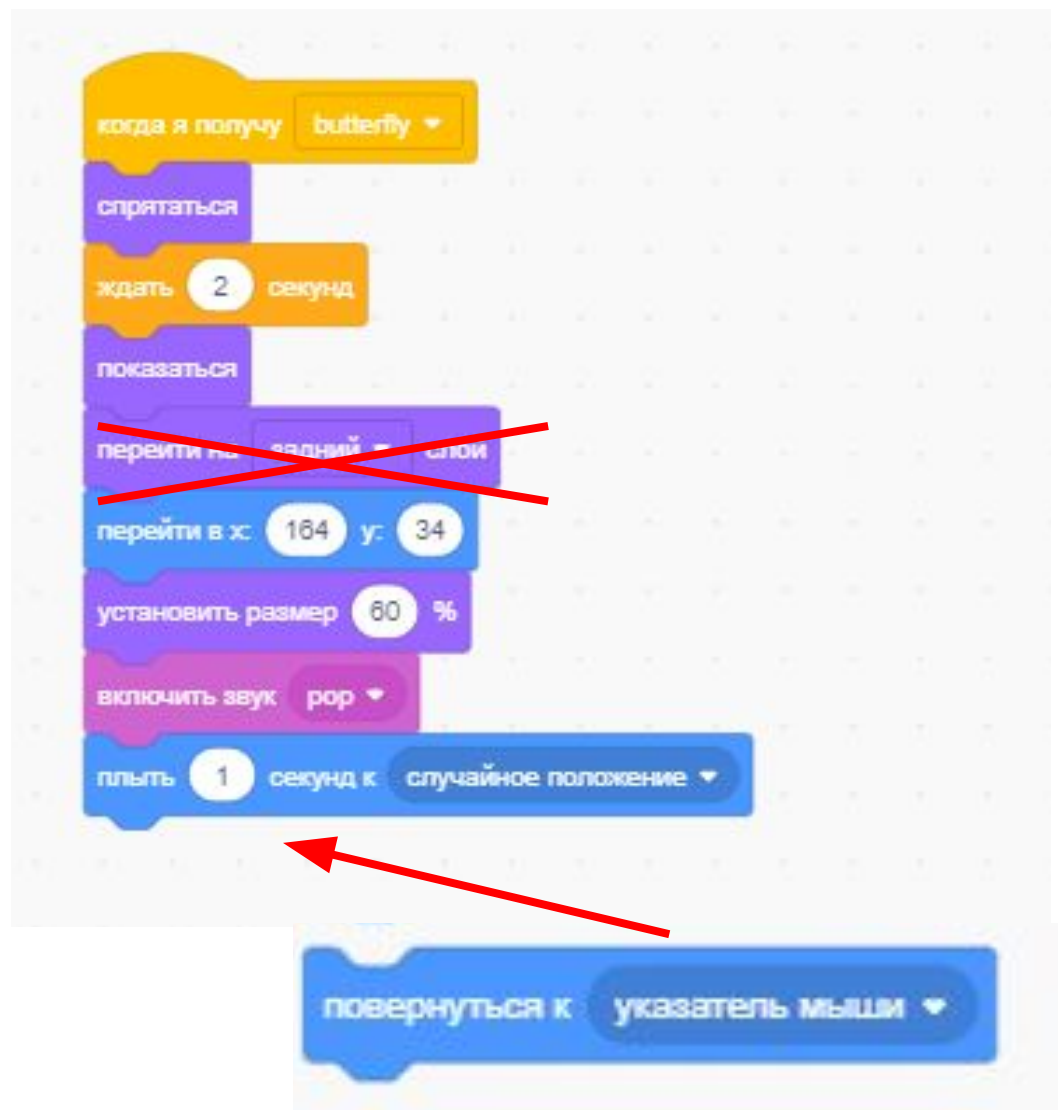 когда я получу butterfly
спрятаться
ждать 2 секунд
показаться
перейти на задний слой
перейти в x: 164 y: 34
установить размер 60 %
включить звук pop
плыть 1 секунд к случайное положение
повернуться к указатель мыши